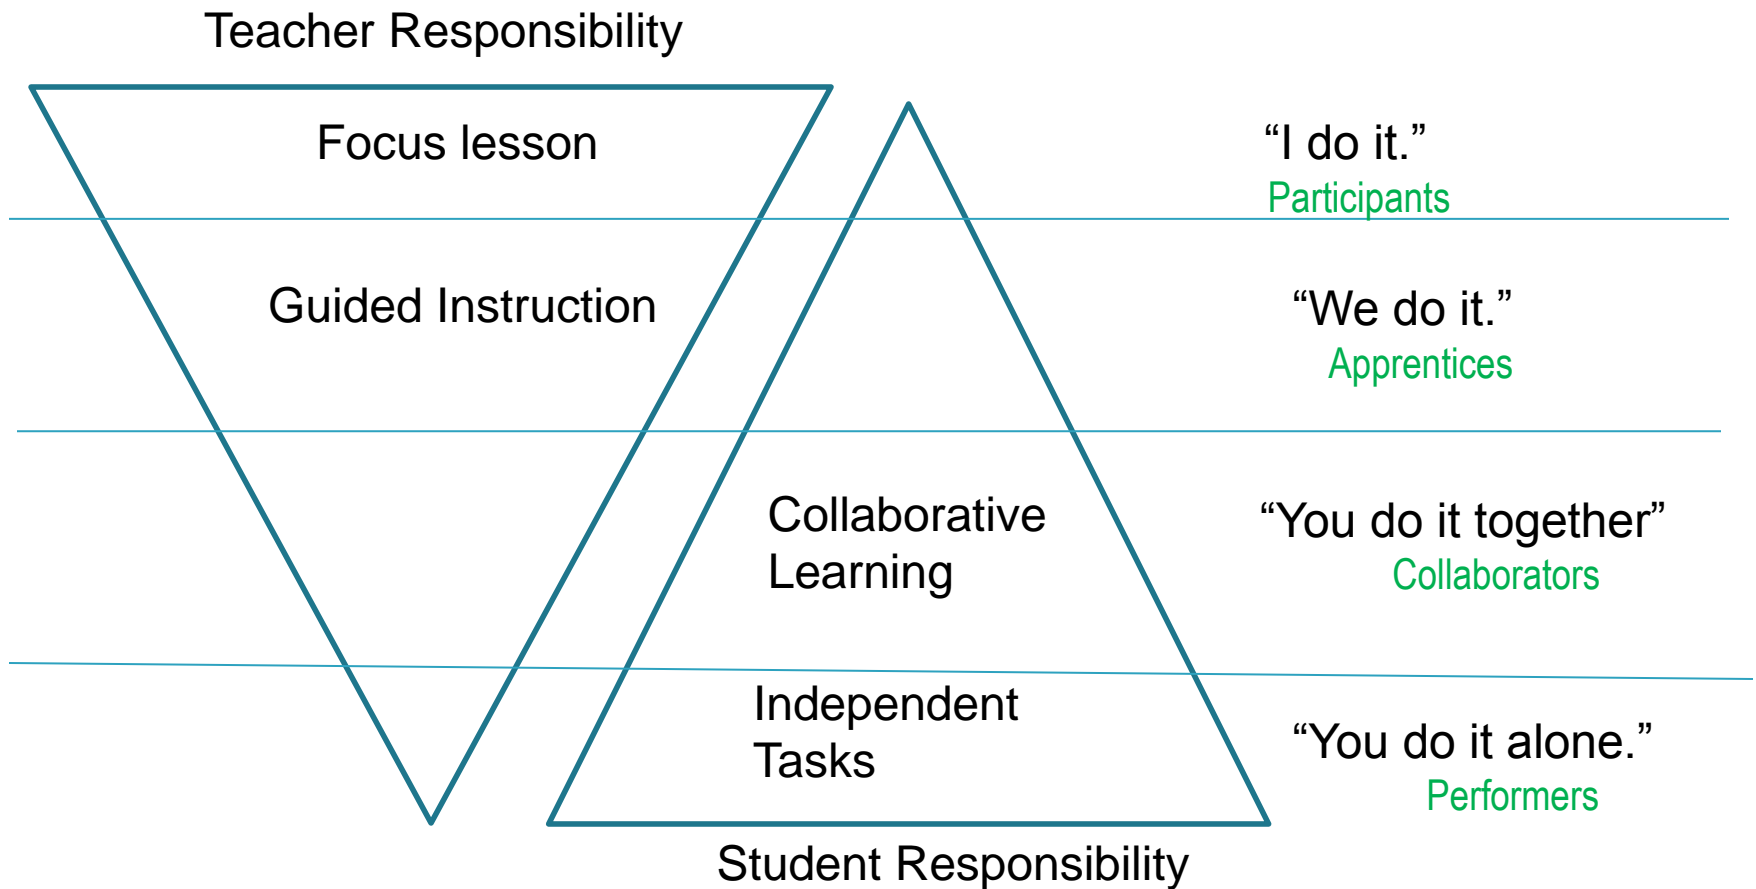 Teacher Responsibility
Focus lesson
“I do it.”
Participants
Guided Instruction
“We do it.”
Apprentices
Collaborative
Learning
“You do it together”
Collaborators
Independent
Tasks
“You do it alone.”
Performers
Student Responsibility